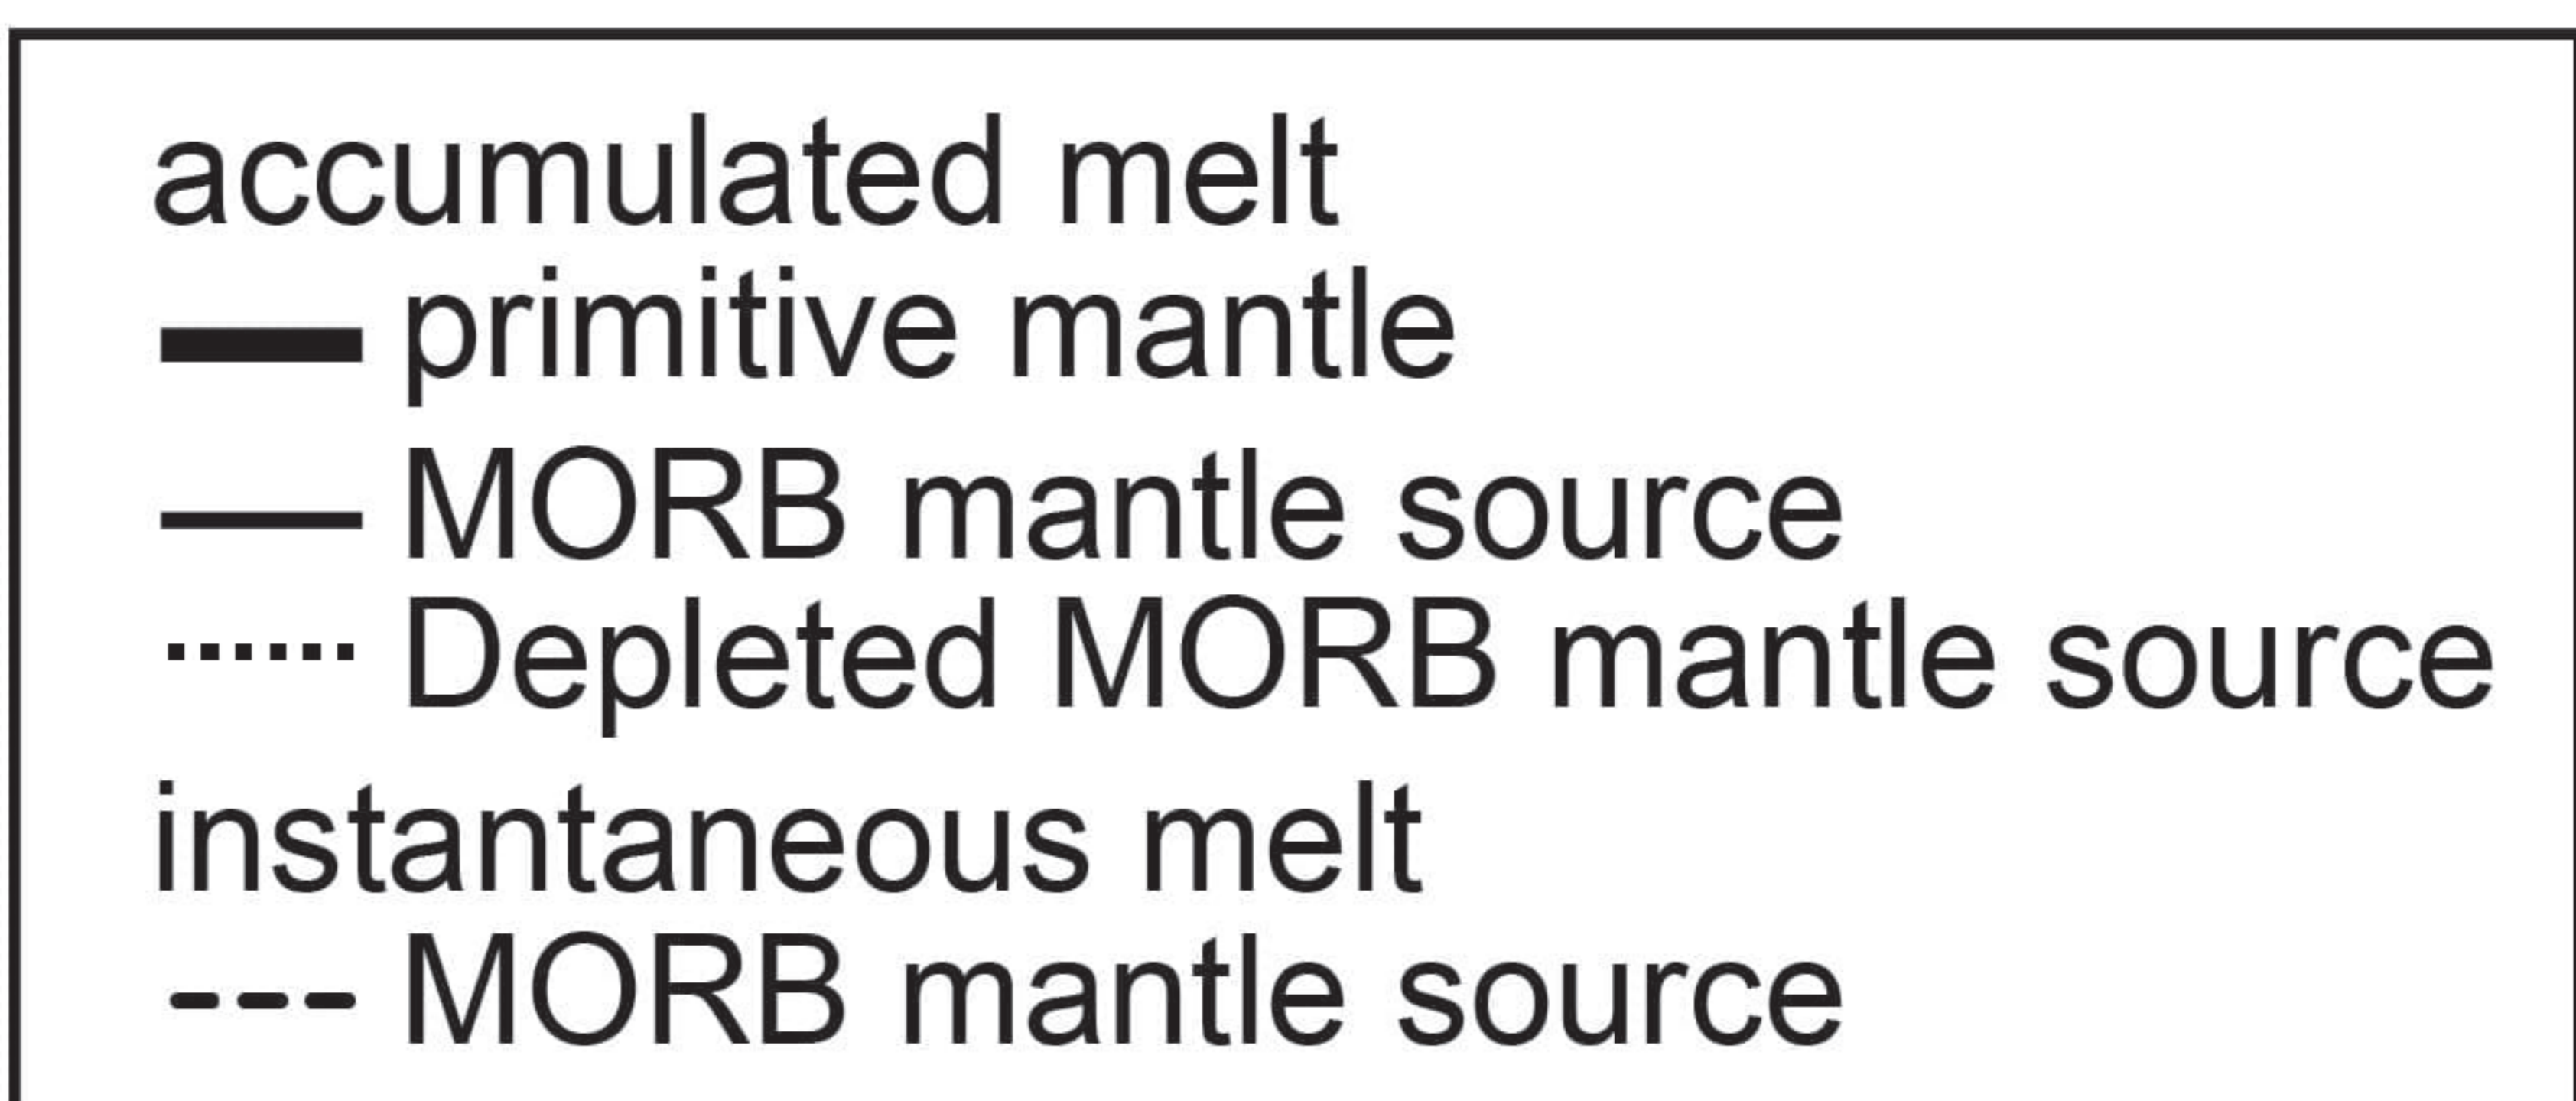 accumulated melt
primitive mantle
MORB mantle source
Depleted MORB mantle source
instantaneous melt
MORB mantle source